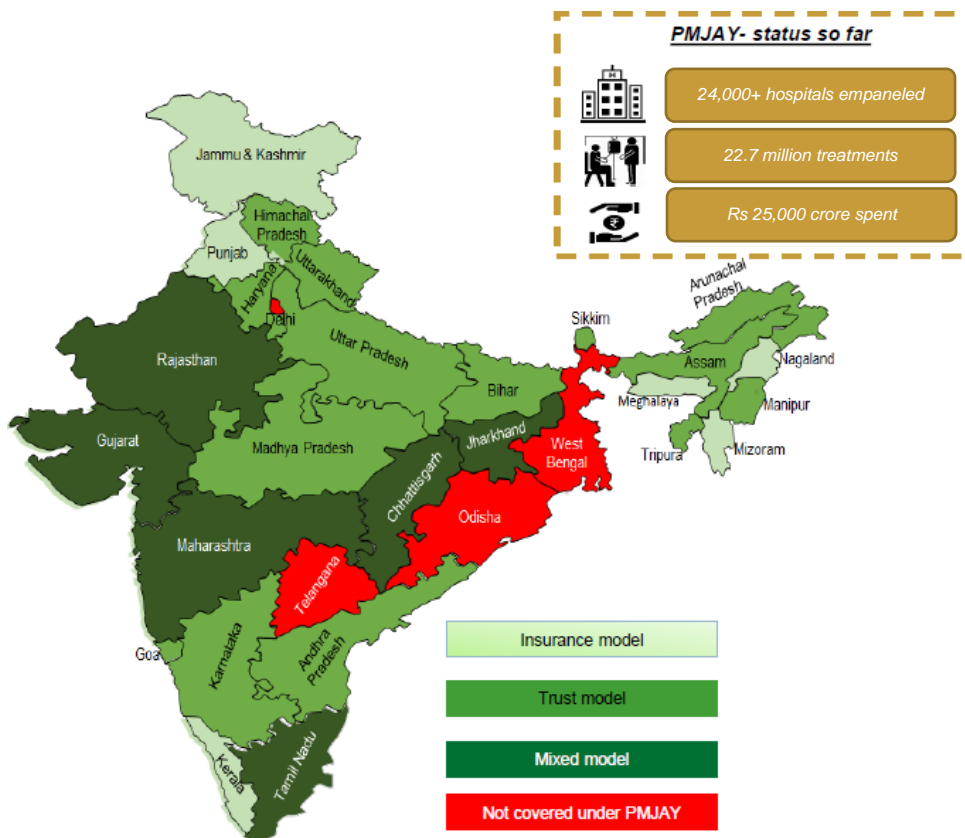 PMJAY- status so far
24,000+ hospitals empaneled
22.7 million treatments
Rs 25,000 crore spent
Jammu & Kashmir
Himachal
Pradesh
Punjab
Uttarakhand
Haryana
Delhi
Arunachal
Pradesh
Sikkim
Rajasthan
Uttar Pradesh
Assam
Nagaland
Bihar
Meghalaya
Manipur
Gujarat
Madhya Pradesh
Jharkhand
West
Bengal
Tripura
Mizoram
Chhattisgarh
Odisha
Maharashtra
Telangana
Goa
Karnataka
Andhra
Pradesh
Kerala
Tamil Nadu
Insurance model
Trust model
Mixed model
Not covered under PMJAY